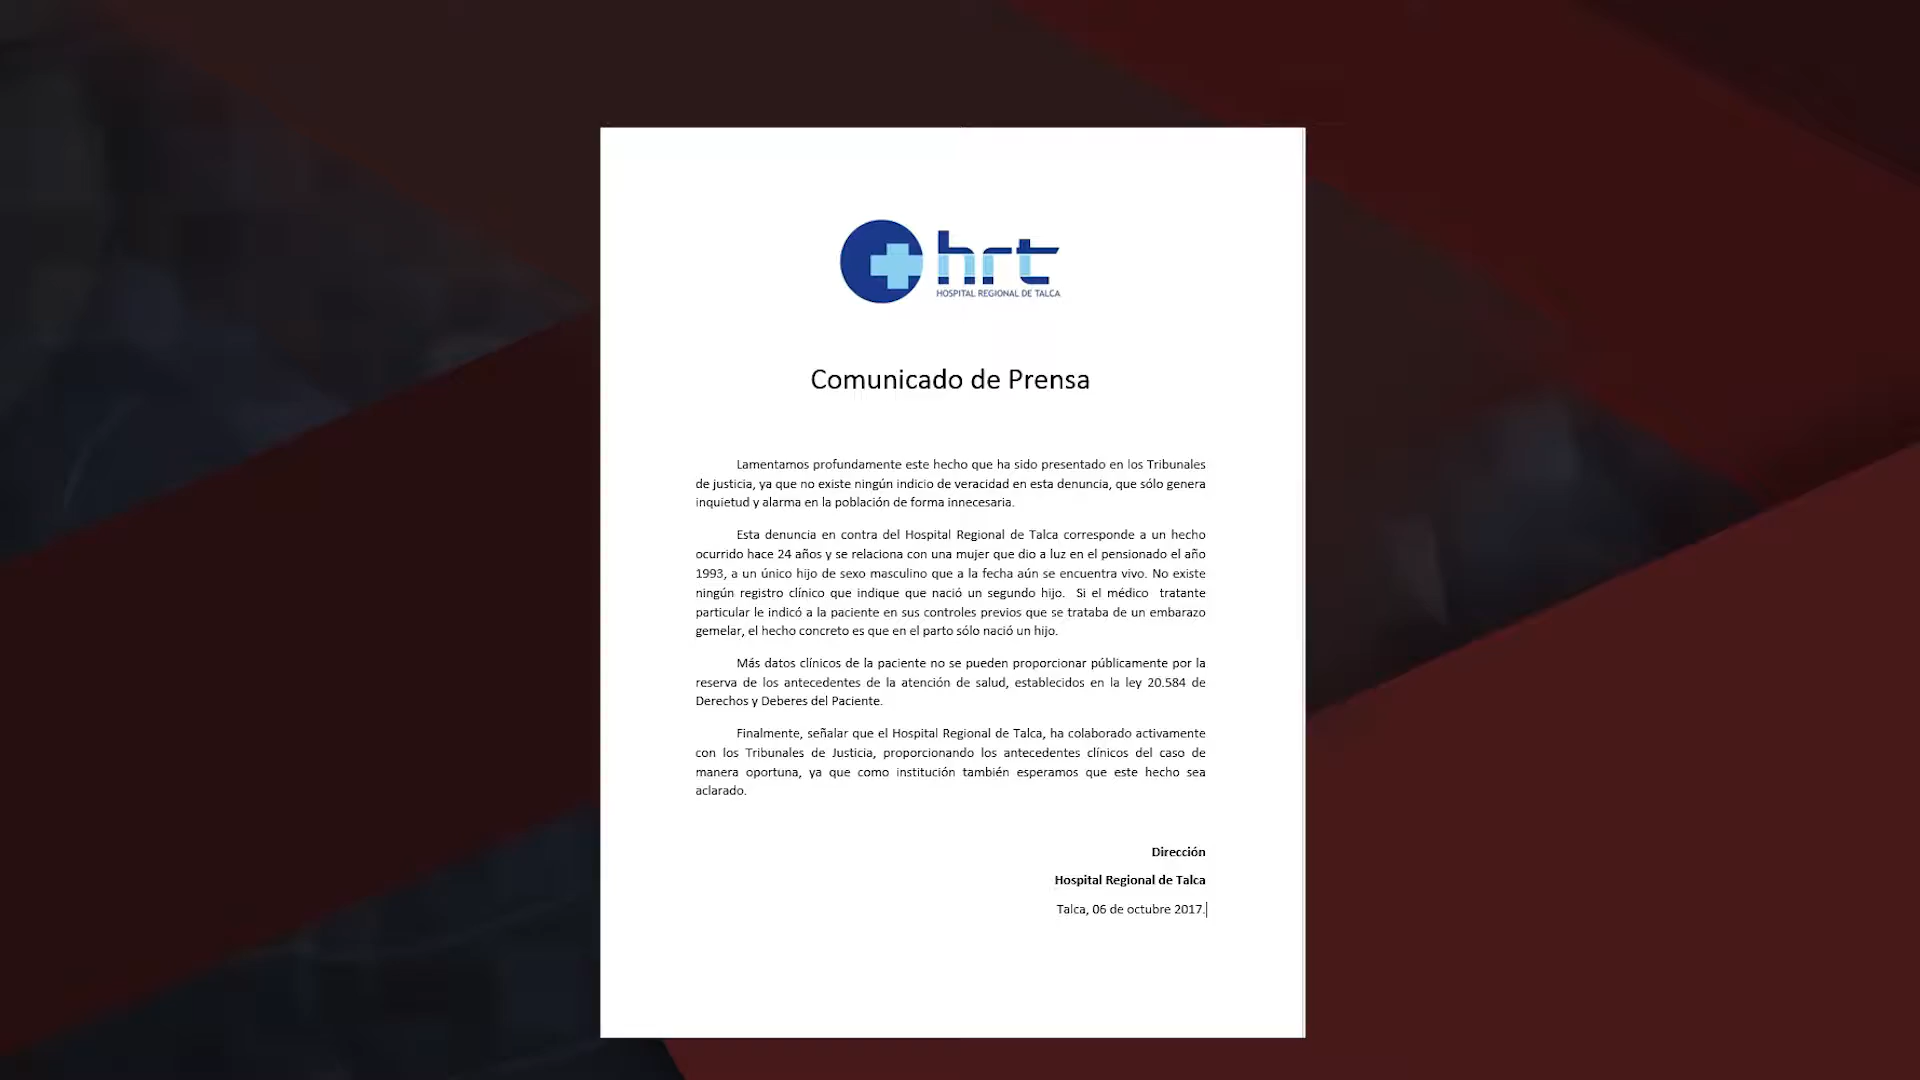 hrt
HOSPITAL REGIONAL DE TALCA
Comunicado de Prensa
Lamentamos profundamente este hecho que ha sido presentado en los Tribunales
de justicia, ya que no existe ningún indicio de veracidad en esta denuncia, que sólo genera
inquietud y alarma en la población de forma innecesaria.
Esta denuncia en contra del Hospital Regional de Talca corresponde a un hecho
ocurrido hace 24 años y se relaciona con una mujer que dio a luz en el pensionado el año
1993, a un único hijo de sexo masculino que a la fecha aún se encuentra vivo. No existe
ningún registro clínico que indique que nació un segundo hijo. Si el médico tratante
particular le indicó a la paciente en sus controles previos que se trataba de un embarazo
gemelar, el hecho concreto es que en el parto sólo nació un hijo.
Más datos clínicos de la paciente no se pueden proporcionar públicamente por la
reserva de los antecedentes de la atención de salud, establecidos en la ley 20.584 de
Derechos y Deberes del Paciente.
Finalmente, señalar que el Hospital Regional de Talca, ha colaborado activamente
con los Tribunales de Justicia, proporcionando los antecedentes clínicos del caso de
manera oportuna, ya que como institución también esperamos que este hecho sea
aclarado.
Dirección
Hospital Regional de Talca
Talca, 06 de octubre 2017.